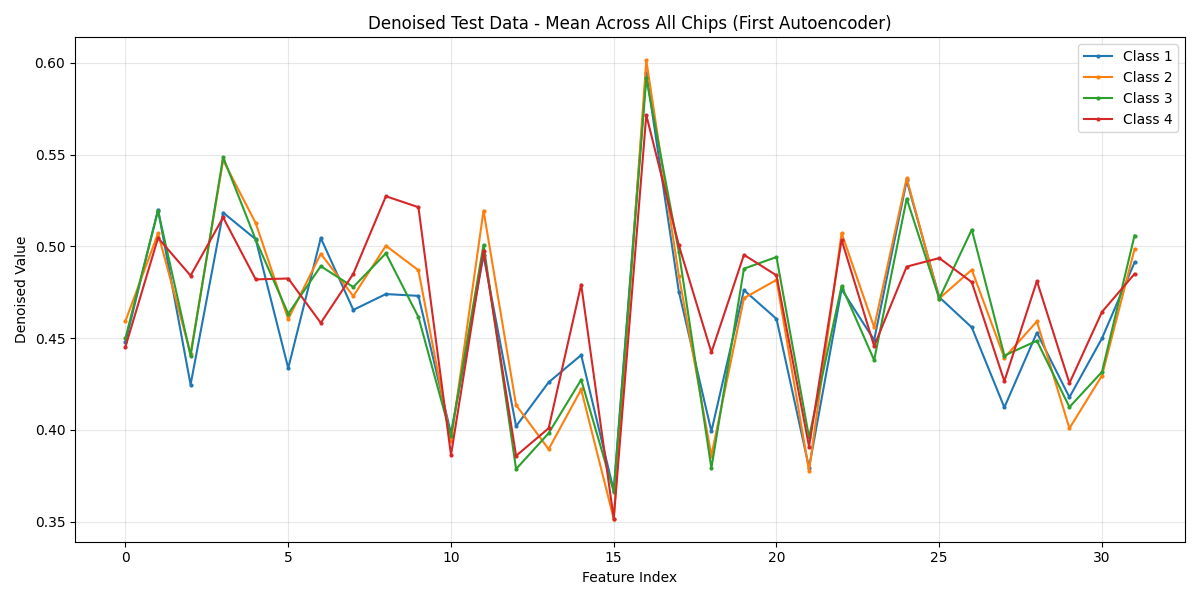 Denoised Test Data - Mean Across All Chips (First Autoencoder)
Class 1
Class 2
Class 3
Class 4
Denoised Value
0.60
0.55
0.50
0.45
0.40
0.35
0 5 10 15 20 25 30
Feature Index